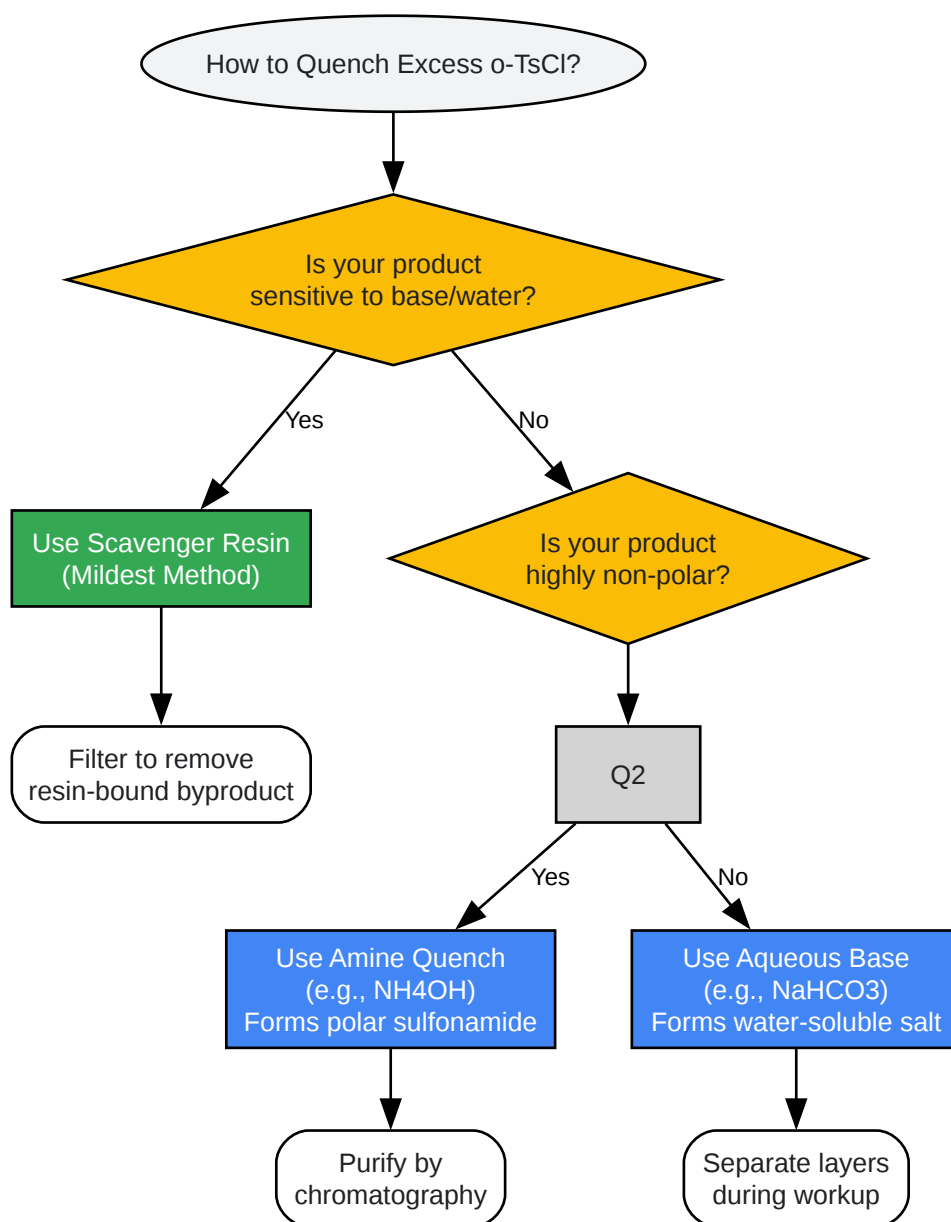 How to Quench Excess o-TsCl?
Is your product
sensitive to base/water?
Yes
No
Use Scavenger Resin
(Mildest Method)
Is your product
highly non-polar?
Filter to remove
resin-bound byproduct
Q2
Yes
No
Use Amine Quench
(e.g., NH4OH)
Forms polar sulfonamide
Use Aqueous Base
(e.g., NaHCO3)
Forms water-soluble salt
Purify by
chromatography
Separate layers
during workup